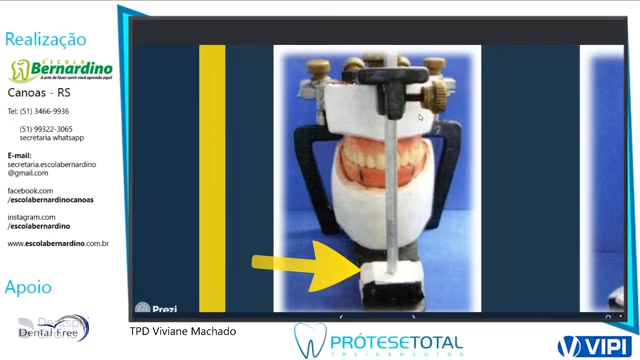 Realização
ESCOLA
Bernardino
A arte de fazer sorrir você aprende aqui!
Canoas - RS
Tel: (51) 3466-9936
(51) 99322-3065
secretaria whatsapp
E-mail:
secretaria.escolabernardino
@gmail.com
facebook.com
/escolabernardinocanoas
instagram.com
/escolabernardino
www.escolabernardino.com.br
Apoio
Dental Free
Prezi
TPD Viviane Machado
PRÓTESETOTAL
TREINAMENTOS
VIPI